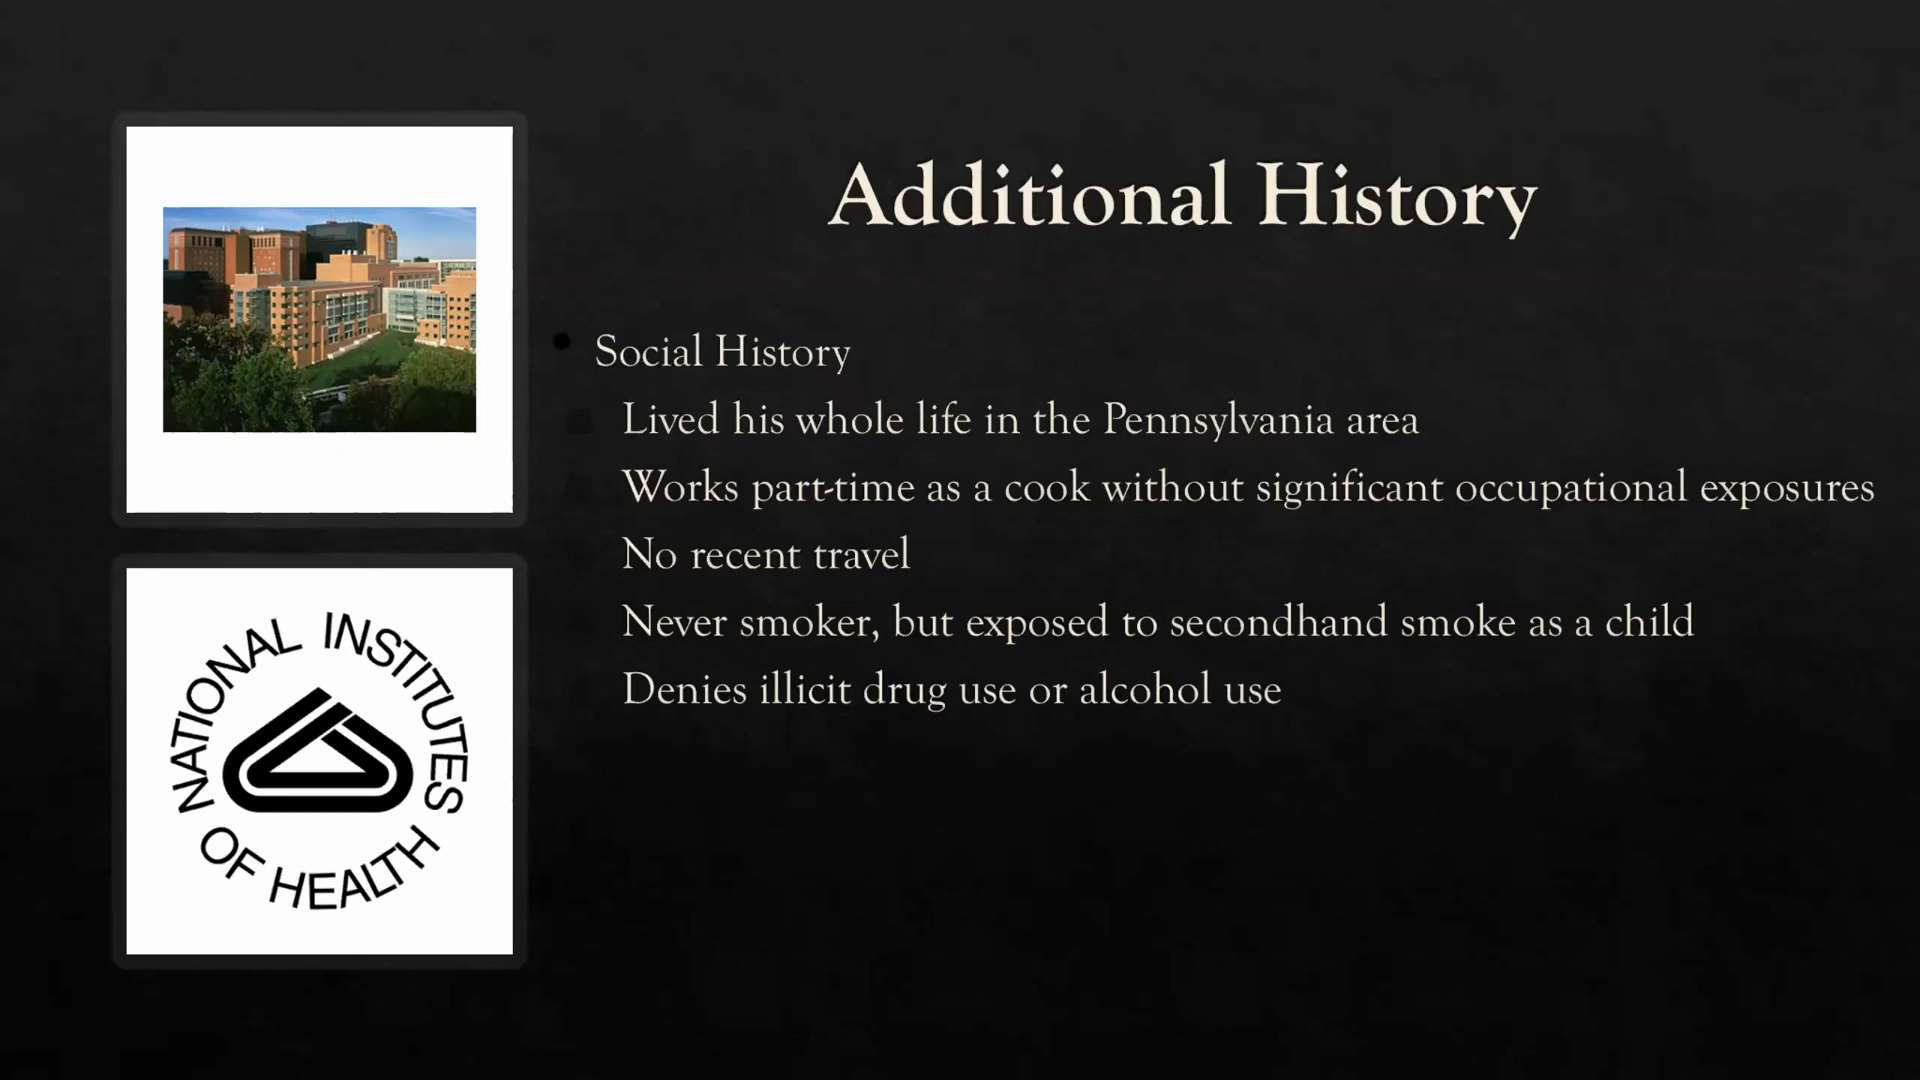 Additional History
Social History
Lived his whole life in the Pennsylvania area
Works part-time as a cook without significant occupational exposures
No recent travel
Never smoker, but exposed to secondhand smoke as a child
Denies illicit drug use or alcohol use
NATIONAL INSTITUTES
OF HEALTH